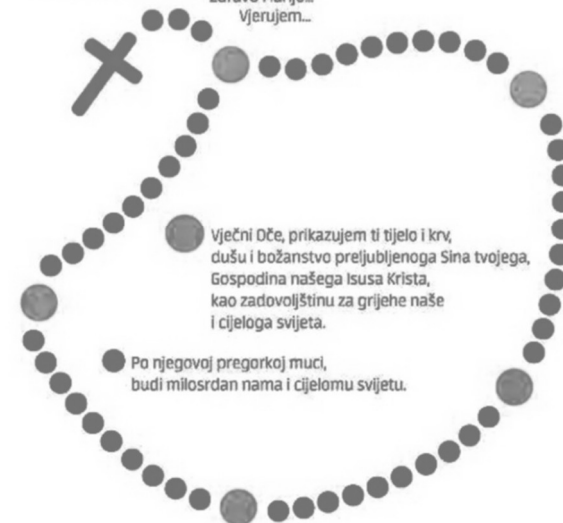 Vjerujem...
Vječni Oče, prikazujem ti tijelo i krv,
dušu i božanstvo preljubljenoga Sina tvojega,
Gospodina našega Isusa Krista,
kao zadovoljštinu za grijehe naše
i cijeloga svijeta.
Po njegovoj pregorkoj muci,
budi milosrdan nama i cijelomu svijetu.